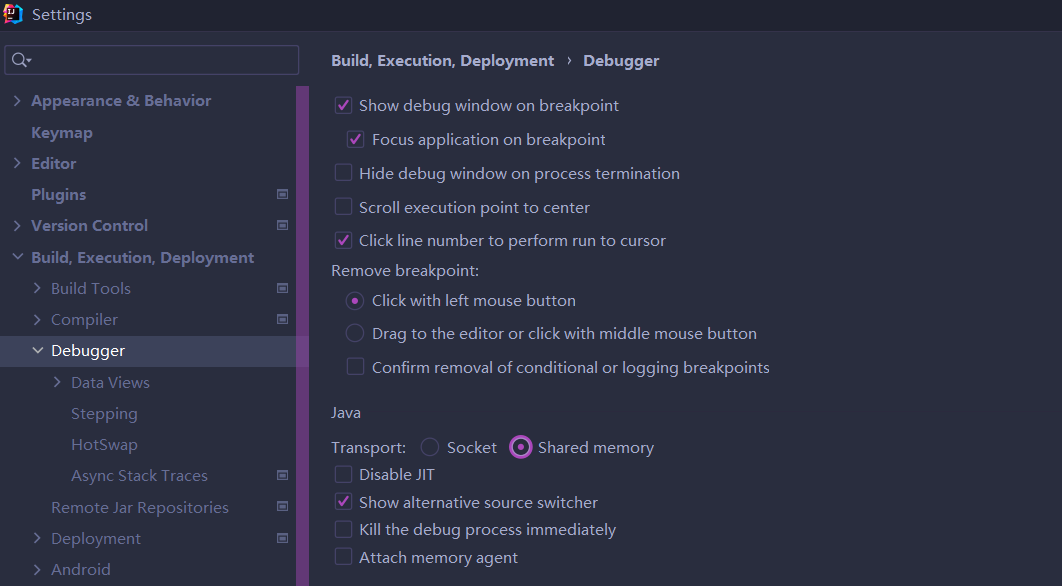 Settings
Appearance & Behavior
Keymap
Editor
Plugins
Version Control
Build, Execution, Deployment
Build Tools
Compiler
Debugger
Data Views
Stepping
HotSwap
Async Stack Traces
Remote Jar Repositories
Deployment
Android
Build, Execution, Deployment › Debugger
Show debug window on breakpoint
Focus application on breakpoint
Hide debug window on process termination
Scroll execution point to center
Click line number to perform run to cursor
Remove breakpoint:
Click with left mouse button
Drag to the editor or click with middle mouse button
Confirm removal of conditional or logging breakpoints
Java
Transport: Socket Shared memory
Disable JIT
Show alternative source switcher
Kill the debug process immediately
Attach memory agent